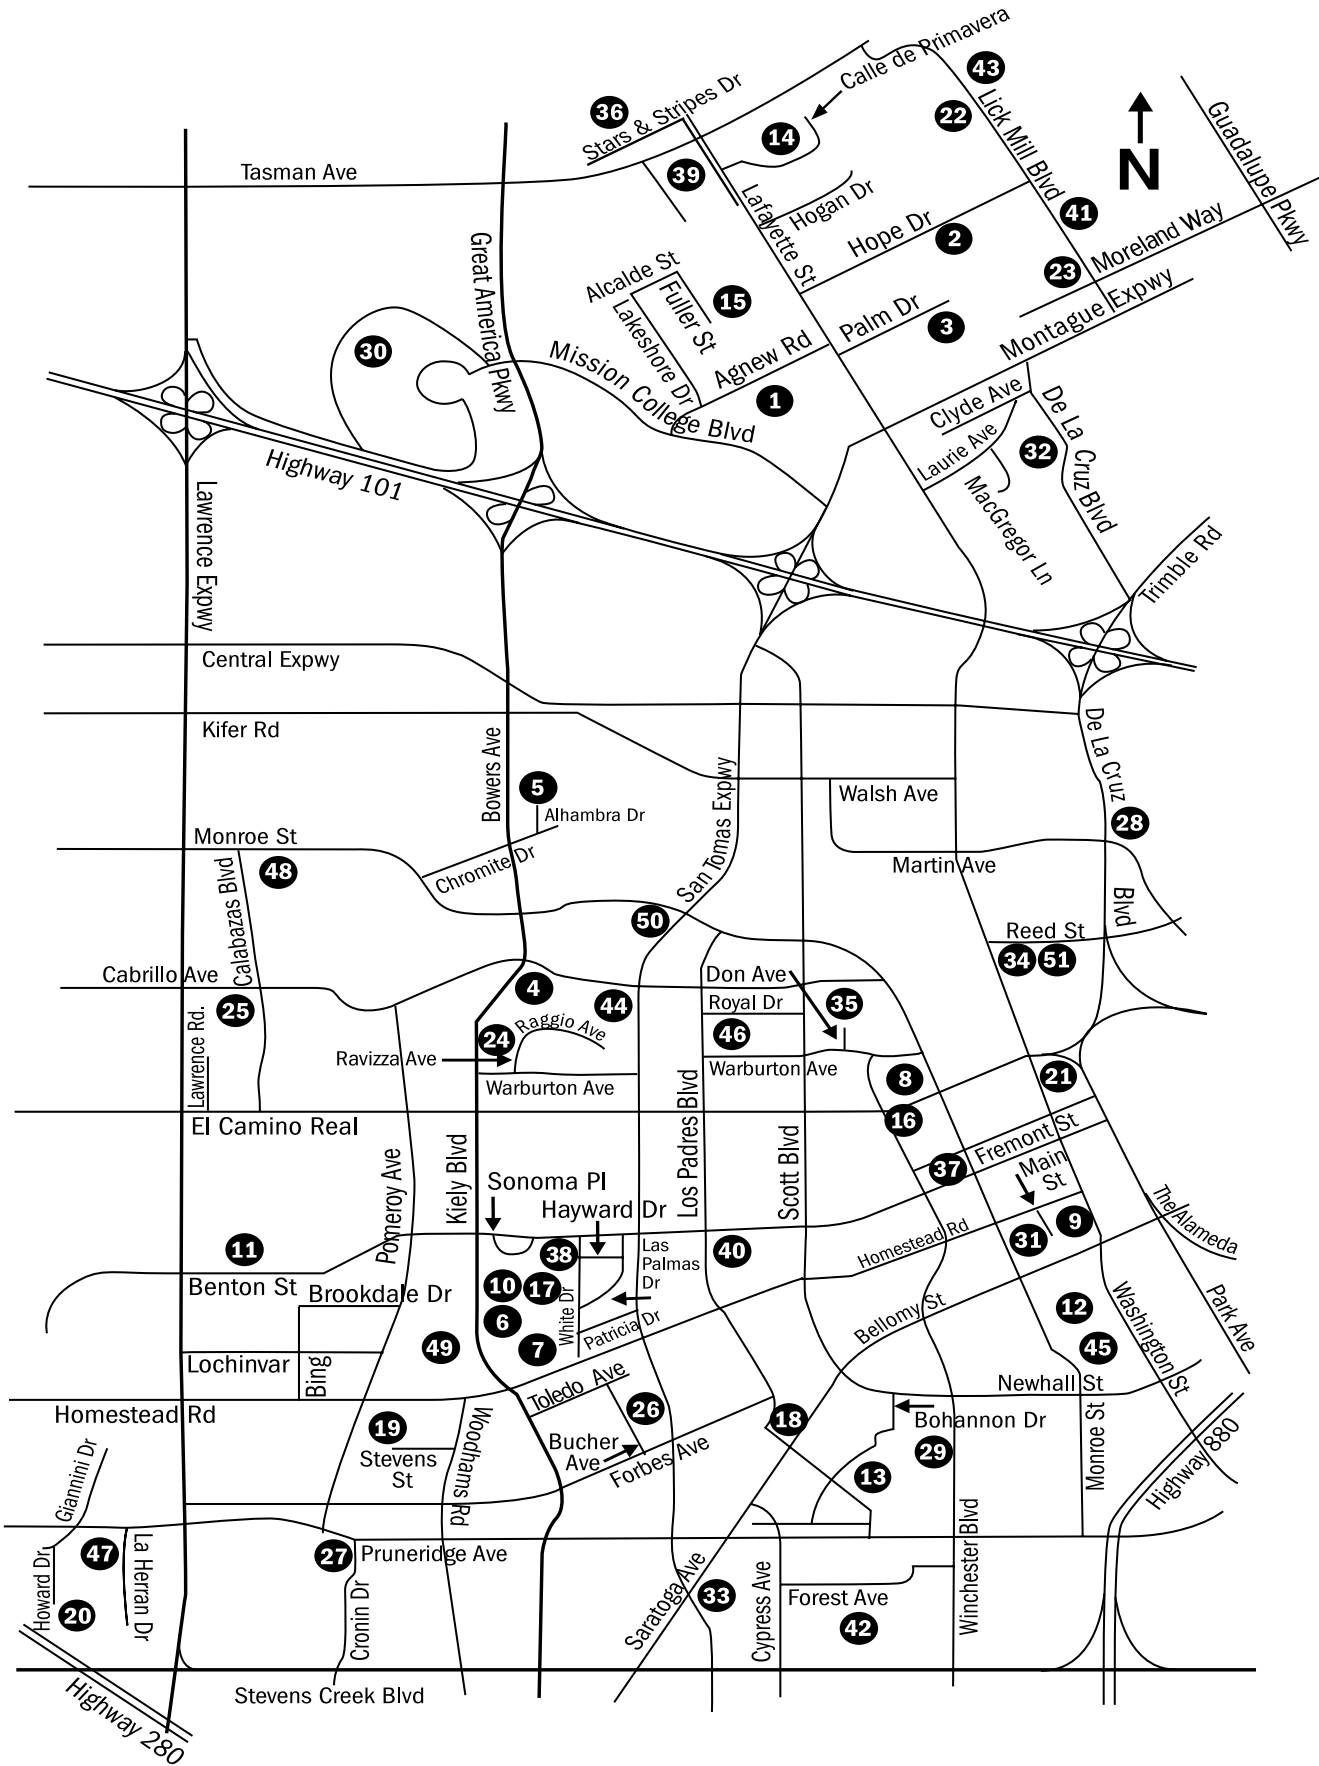 Calle de Primavera
43
36
Stars & Stripes Dr
22
Lick Mill Blvd
14
N
Guadalupe Pkwy
Tasman Ave
39
Lafayette St
Hogan Dr
41
Hope Dr
2
Moreland Way
Great America Pkwy
Alcalde St
23
Fuller St
15
Lakeshore Dr
Palm Dr
3
Montague Expwy
30
Mission College Blvd
Agnew Rd
1
Clyde Ave
De La Cruz Blvd
Laurie Ave
32
Highway 101
MacGregor Ln
Lawrence Expwy
Trimble Rd
Central Expwy
Kifer Rd
De La Cruz
Blvd
Bowers Ave
San Tomas Expwy
5
Walsh Ave
Alhambra Dr
28
Monroe St
Chromite Dr
Martin Ave
48
Calabazas Blvd
50
Reed St
34
51
Cabrillo Ave
Don Ave
4
44
Royal Dr
35
25
Lawrence Rd.
24
Raggio Ave
46
Ravizza Ave
Warburton Ave
Warburton Ave
8
21
El Camino Real
Los Padres Blvd
16
Fremont St
Kiely Blvd
Scott Blvd
Pomeroy Ave
37
Main
St
Sonoma Pl
Hayward Dr
The Alameda
11
38
Las
Palmas
Dr
40
Homestead Rd
31
9
Benton St
Brookdale Dr
10
17
White Dr
12
Washington St
Park Ave
6
Patricia Dr
Bellomy St
49
7
45
Lochinvar
Bing
Toledo Ave
Newhall St
Homestead Rd
26
18
Bohannon Dr
19
Woodhams Rd
Stevens
St
Bucher
Ave
Forbes Ave
29
13
Monroe St
Highway 880
Giannini Dr
Winchester Blvd
47
La Herran Dr
27
Pruneridge Ave
Howard Dr
20
Cronin Dr
Saratoga Ave
33
Cypress Ave
Forest Ave
42
Stevens Creek Blvd
Highway 280